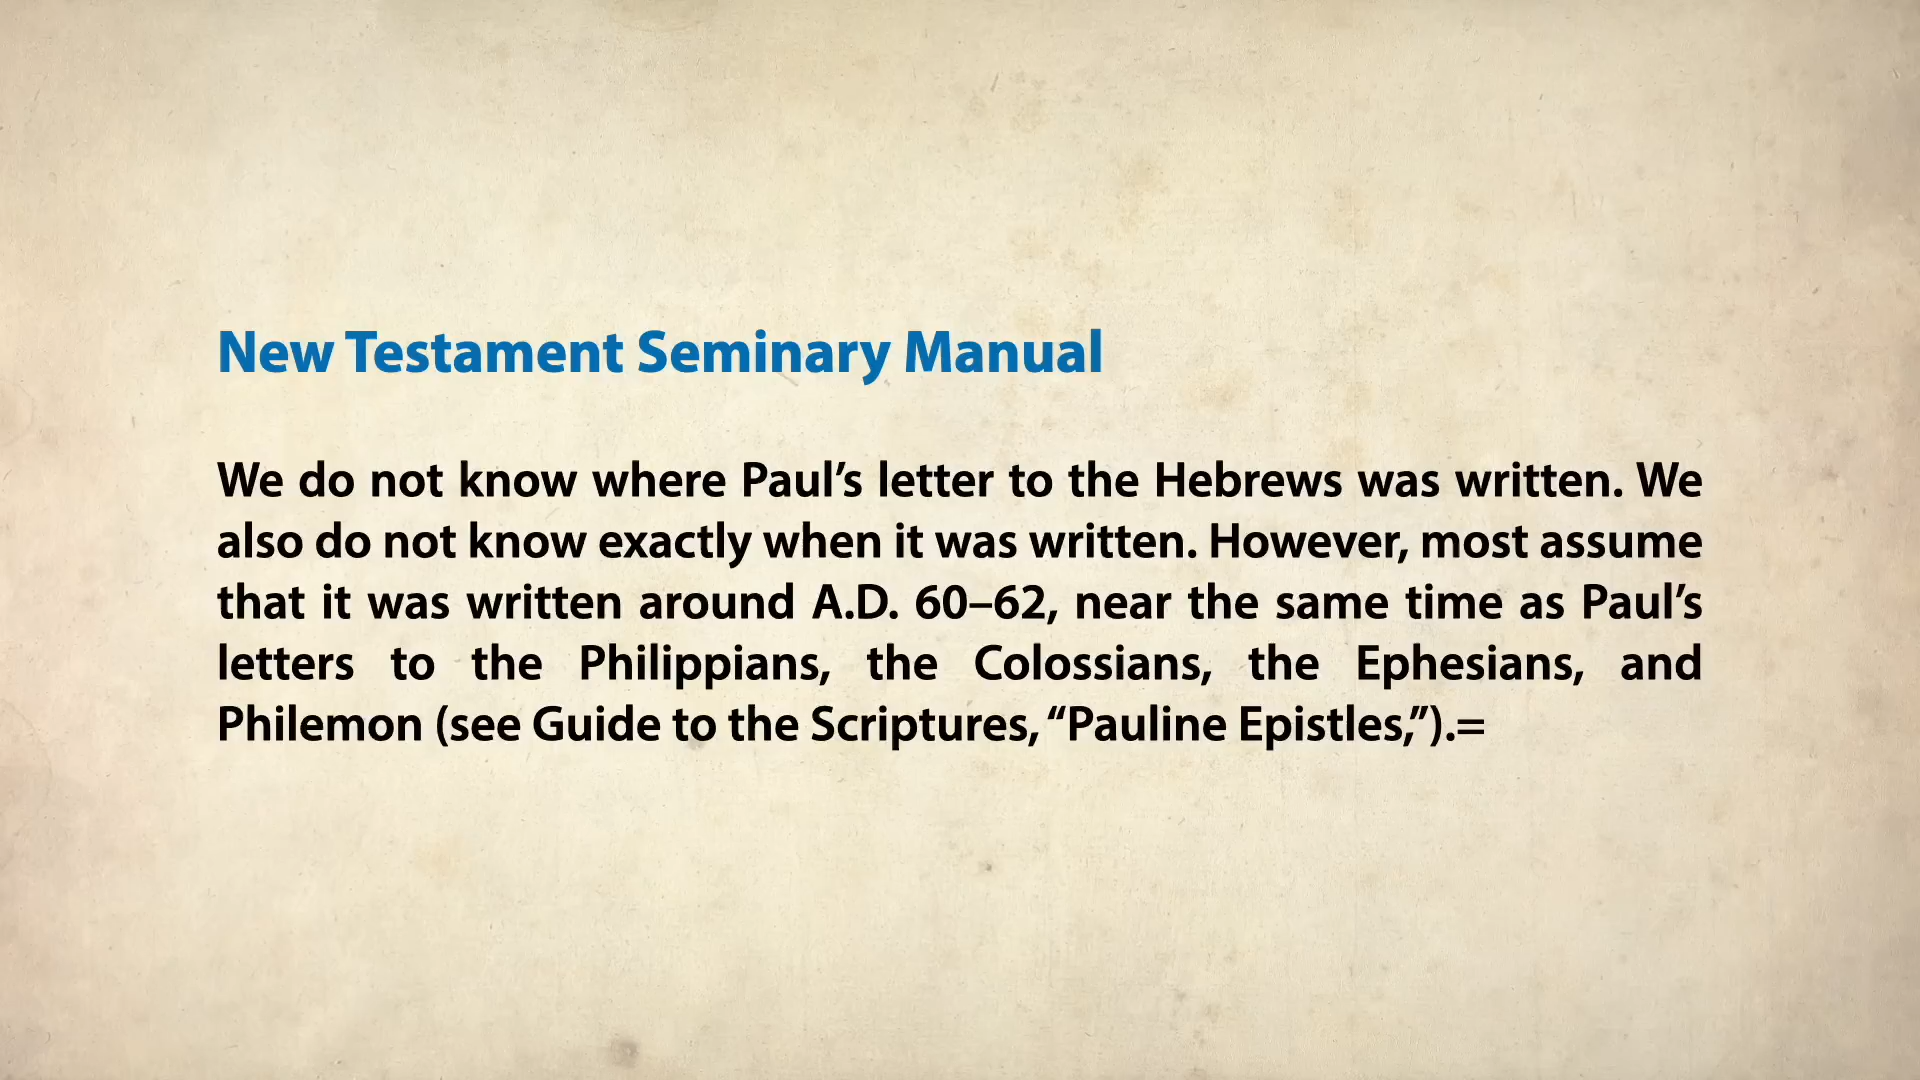 New Testament Seminary Manual
We do not know where Paul’s letter to the Hebrews was written. We
also do not know exactly when it was written. However, most assume
that it was written around A.D. 60–62, near the same time as Paul’s
letters to the Philippians, the Colossians, the Ephesians, and
Philemon (see Guide to the Scriptures, “Pauline Epistles,”).=